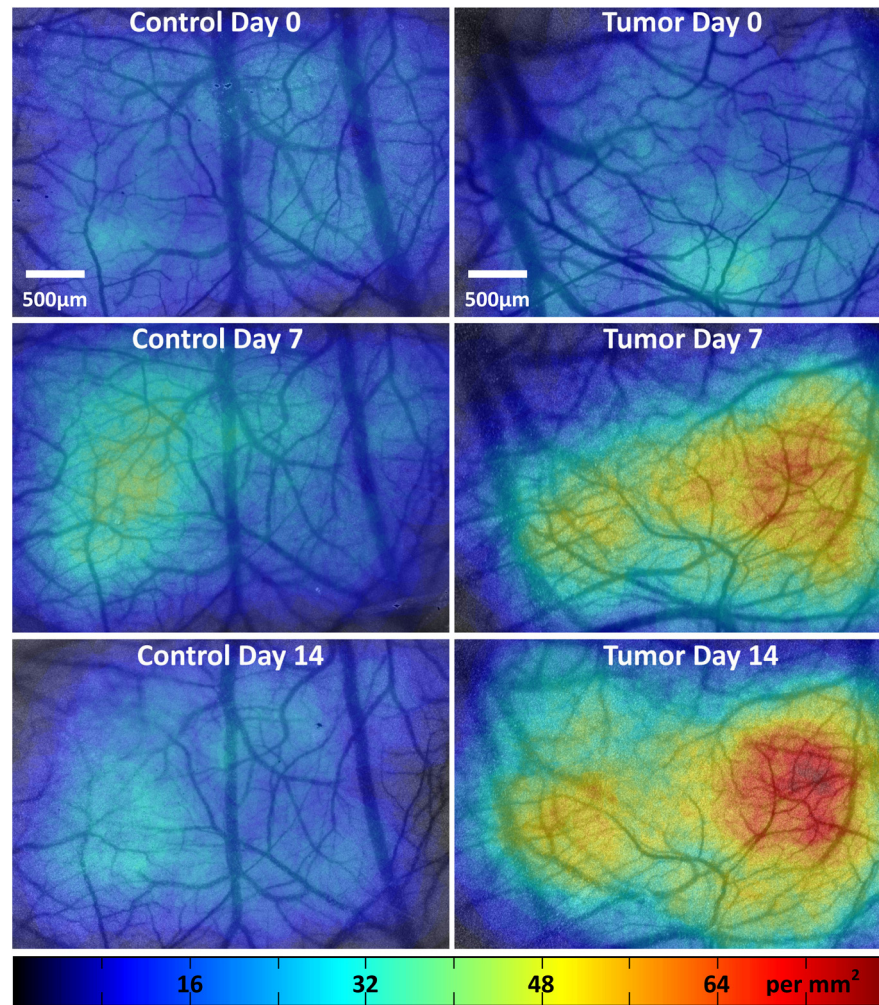 Control Day 0
Tumor Day 0
500µm
500µm
Control Day 7
Tumor Day 7
Control Day 14
Tumor Day 14
16 32 48 64 per mm²